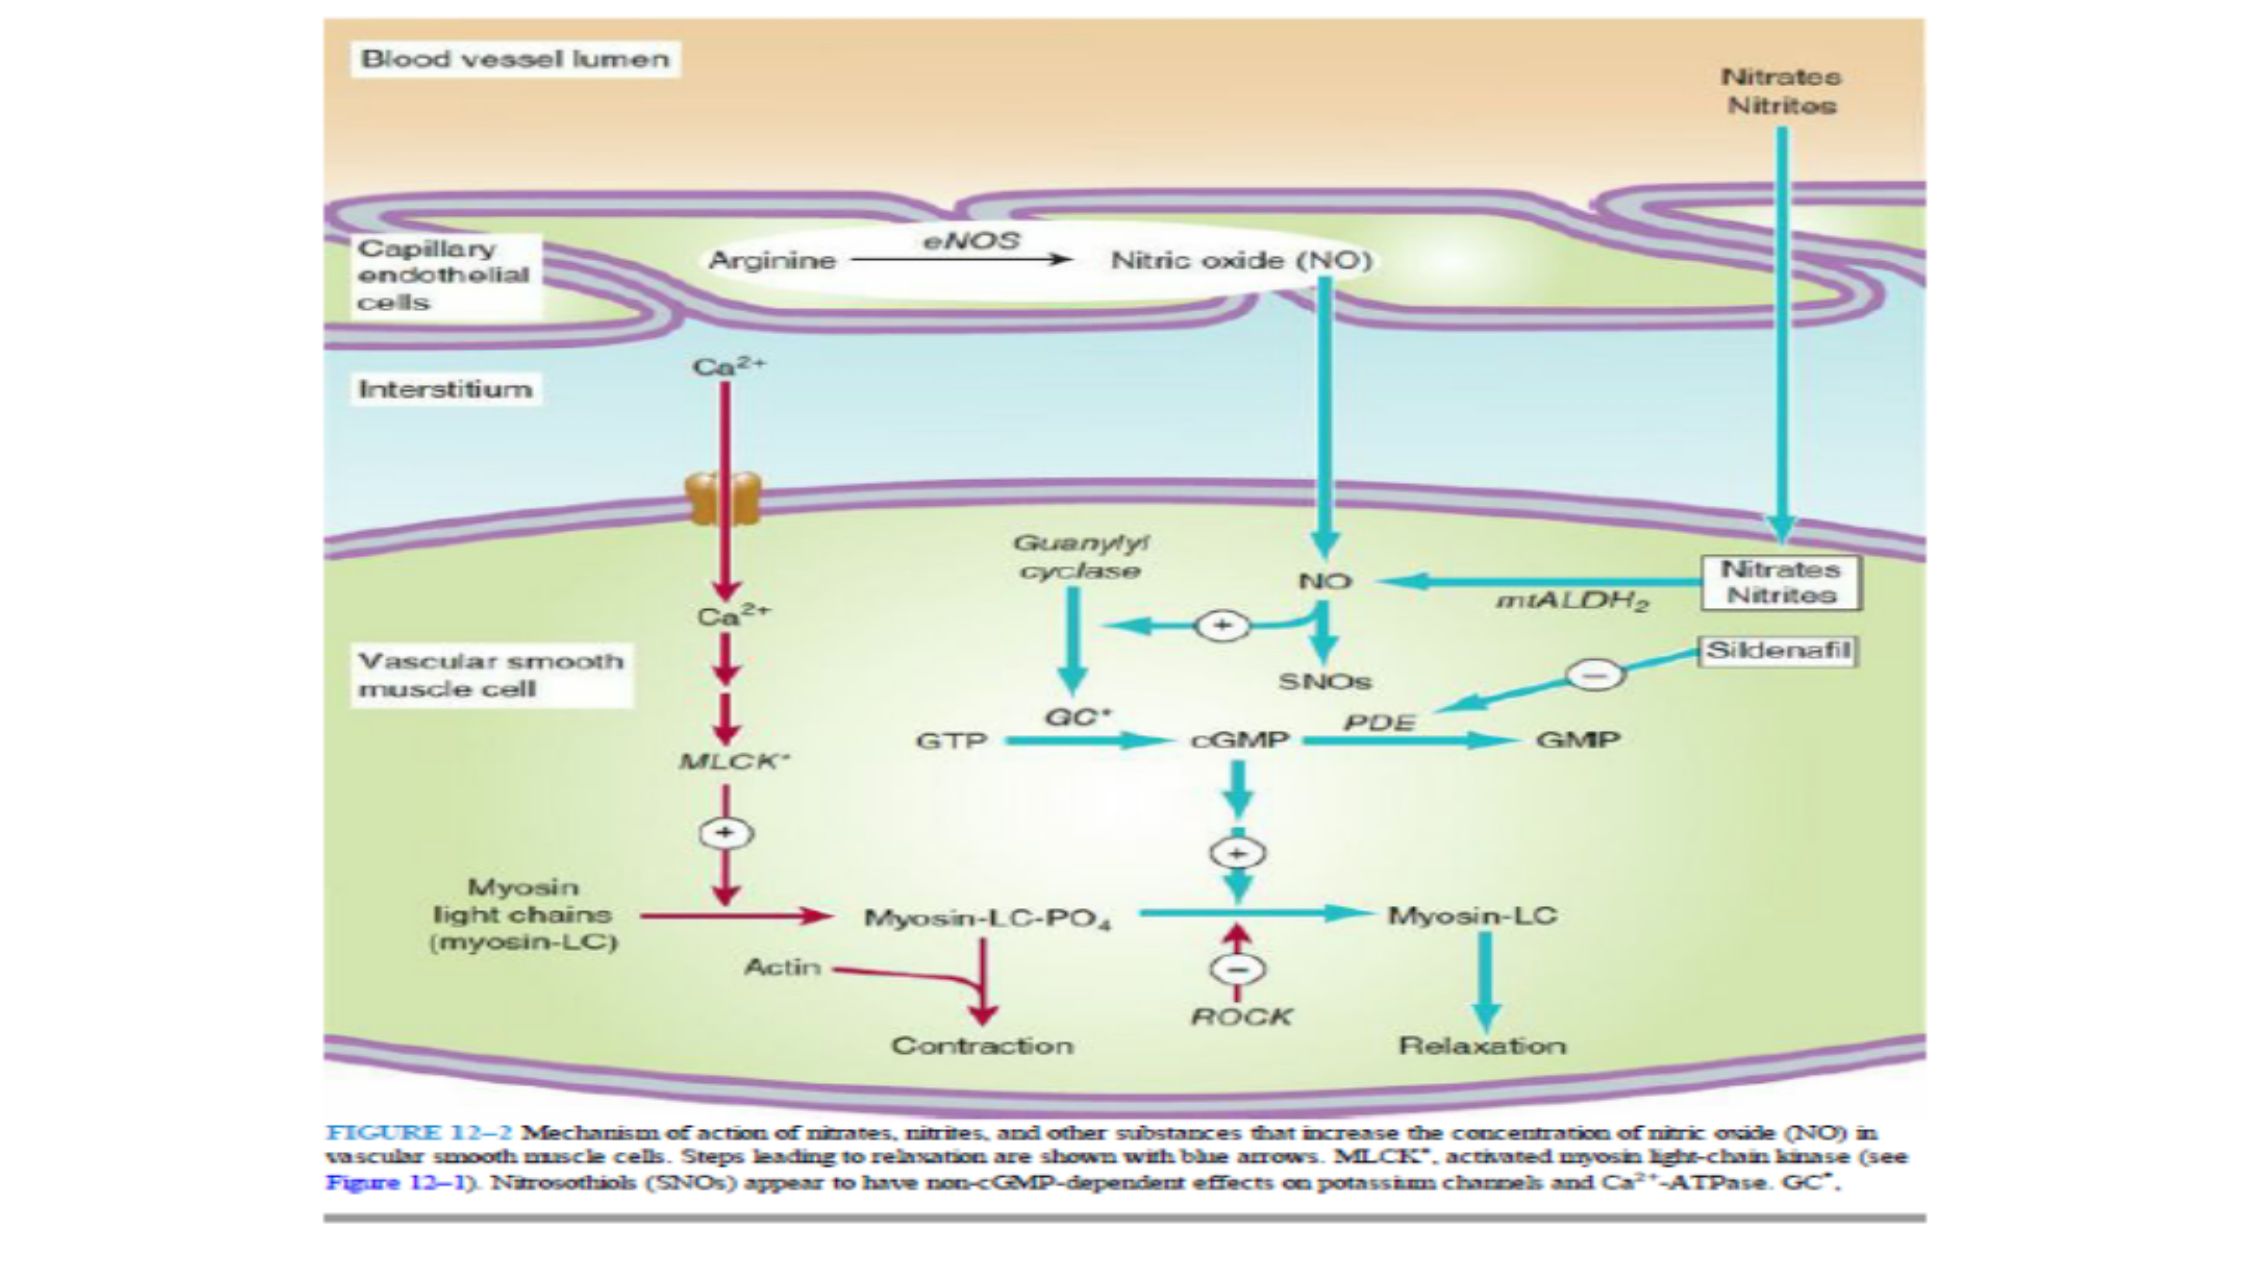 Blood vessel lumen
Nitrates
Nitrites
Capillary
endothelial
cells
Arginine
eNOS
Nitric oxide (NO)
Interstitium
Ca²⁺
Guanylyl
cyclase
NO
mtALDH₂
Nitrates
Nitrites
Ca²⁺
+
Sildenafil
−
Vascular smooth
muscle cell
SNOs
GC*
PDE
GTP
cGMP
GMP
MLCK*
+
+
Myosin
light chains
(myosin-LC)
Myosin-LC-PO₄
Myosin-LC
Actin
−
ROCK
Contraction
Relaxation
FIGURE 12–2 Mechanism of action of nitrates, nitrites, and other substances that increase the concentration of nitric oxide (NO) in
vascular smooth muscle cells. Steps leading to relaxation are shown with blue arrows. MLCK*, activated myosin light-chain kinase (see
Figure 12–1). Nitrosothiols (SNOs) appear to have non-cGMP-dependent effects on potassium channels and Ca²⁺-ATPase. GC*,